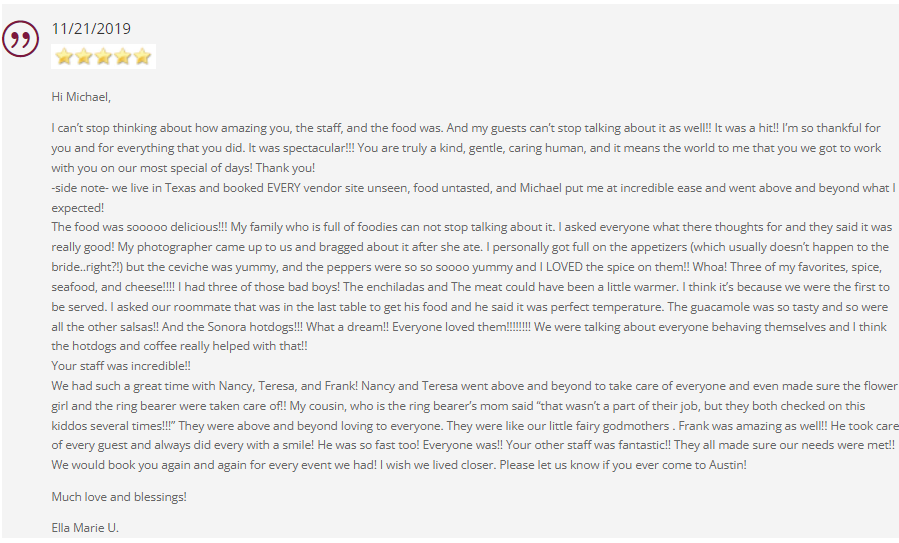 11/21/2019
Hi Michael,
I can’t stop thinking about how amazing you, the staff, and the food was. And my guests can’t stop talking about it as well!! It was a hit!! I’m so thankful for
you and for everything that you did. It was spectacular!!! You are truly a kind, gentle, caring human, and it means the world to me that you we got to work
with you on our most special of days! Thank you!
-side note- we live in Texas and booked EVERY vendor site unseen, food untasted, and Michael put me at incredible ease and went above and beyond what I
expected!
The food was sooooo delicious!!! My family who is full of foodies can not stop talking about it. I asked everyone what there thoughts for and they said it was
really good! My photographer came up to us and bragged about it after she ate. I personally got full on the appetizers (which usually doesn’t happen to the
bride..right?!) but the ceviche was yummy, and the peppers were so so soooo yummy and I LOVED the spice on them!! Whoa! Three of my favorites, spice,
seafood, and cheese!!!! I had three of those bad boys! The enchiladas and The meat could have been a little warmer. I think it’s because we were the first to
be served. I asked our roommate that was in the last table to get his food and he said it was perfect temperature. The guacamole was so tasty and so were
all the other salsas!! And the Sonora hotdogs!!! What a dream!! Everyone loved them!!!!!!!! We were talking about everyone behaving themselves and I think
the hotdogs and coffee really helped with that!!
Your staff was incredible!!
We had such a great time with Nancy, Teresa, and Frank! Nancy and Teresa went above and beyond to take care of everyone and even made sure the flower
girl and the ring bearer were taken care of!! My cousin, who is the ring bearer’s mom said “that wasn’t a part of their job, but they both checked on this
kiddos several times!!!” They were above and beyond loving to everyone. They were like our little fairy godmothers . Frank was amazing as well!! He took care
of every guest and always did every with a smile! He was so fast too! Everyone was!! Your other staff was fantastic!! They all made sure our needs were met!!
We would book you again and again for every event we had! I wish we lived closer. Please let us know if you ever come to Austin!
Much love and blessings!
Ella Marie U.